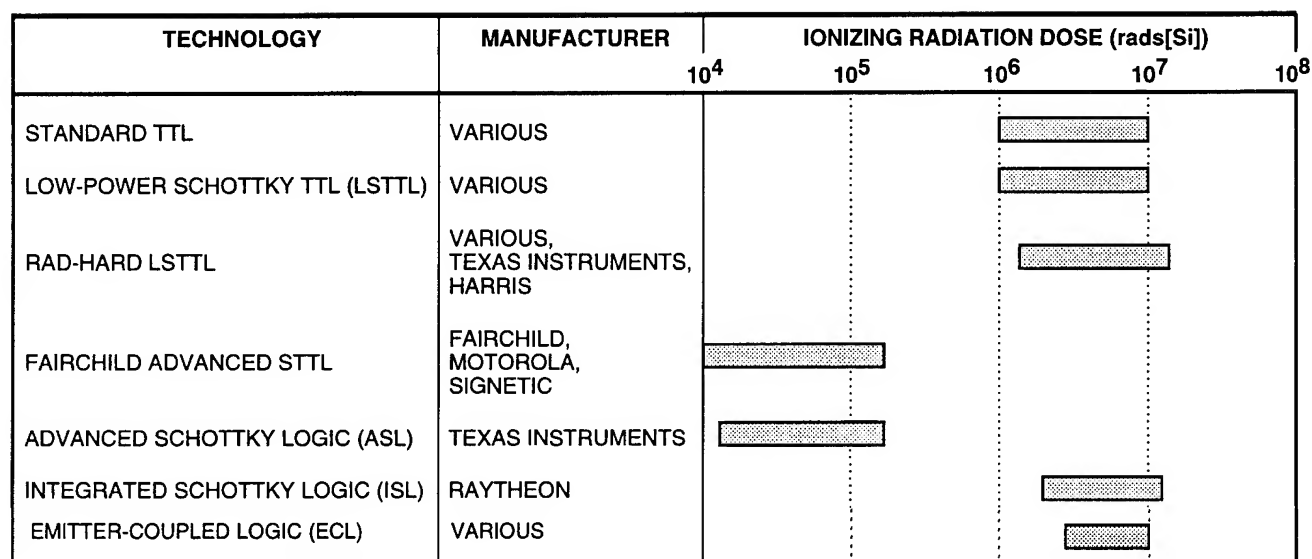 TECHNOLOGY MANUFACTURER IONIZING RADIATION DOSE (rads[Si])
10^4 10^5 10^6 10^7 10^8
STANDARD TTL VARIOUS
LOW-POWER SCHOTTKY TTL (LSTTL) VARIOUS
RAD-HARD LSTTL VARIOUS,
TEXAS INSTRUMENTS,
HARRIS
FAIRCHILD ADVANCED STTL FAIRCHILD,
MOTOROLA,
SIGNETIC
ADVANCED SCHOTTKY LOGIC (ASL) TEXAS INSTRUMENTS
INTEGRATED SCHOTTKY LOGIC (ISL) RAYTHEON
EMITTER-COUPLED LOGIC (ECL) VARIOUS